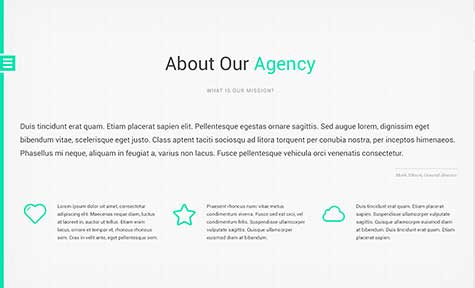 About Our Agency
WHAT IS OUR MISSION?
Duis tincidunt erat quam. Etiam placerat sapien elit. Pellentesque egestas ornare sagittis. Sed augue lorem, dignissim eget
bibendum vitae, scelerisque eget justo. Class aptent taciti sociosqu ad litora torquent per conubia nostra, per inceptos himenaeos.
Phasellus mi neque, aliquam in feugiat a, varius non lacus. Fusce pellentesque vehicula orci venenatis consectetur.
General director
Lorem ipsum dolor sit amet, consectetur
adipiscing elit. Maecenas neque diam, luctus
at laoreet in, auctor ut tellus. Etiam enim
lacus, ornare et tempor et, rhoncus rhoncus
sem. Cras in velit ante, eget pellentesque sem.
Praesent rhoncus nunc vitae metus
condimentum viverra. Fusce sed est orci, vel
condimentum felis. Suspendisse ullamcorper
vulputate sagittis. Quisque ullamcorper
euismod diam at bibendum.
Duis tincidunt erat quam. Etiam placerat
sapien. Suspendisse ullamcorper vulputate
sagittis. Quisque ullamcorper euismod diam
at bibendum. Duis tincidunt erat quam. Etiam
placerat sapien.